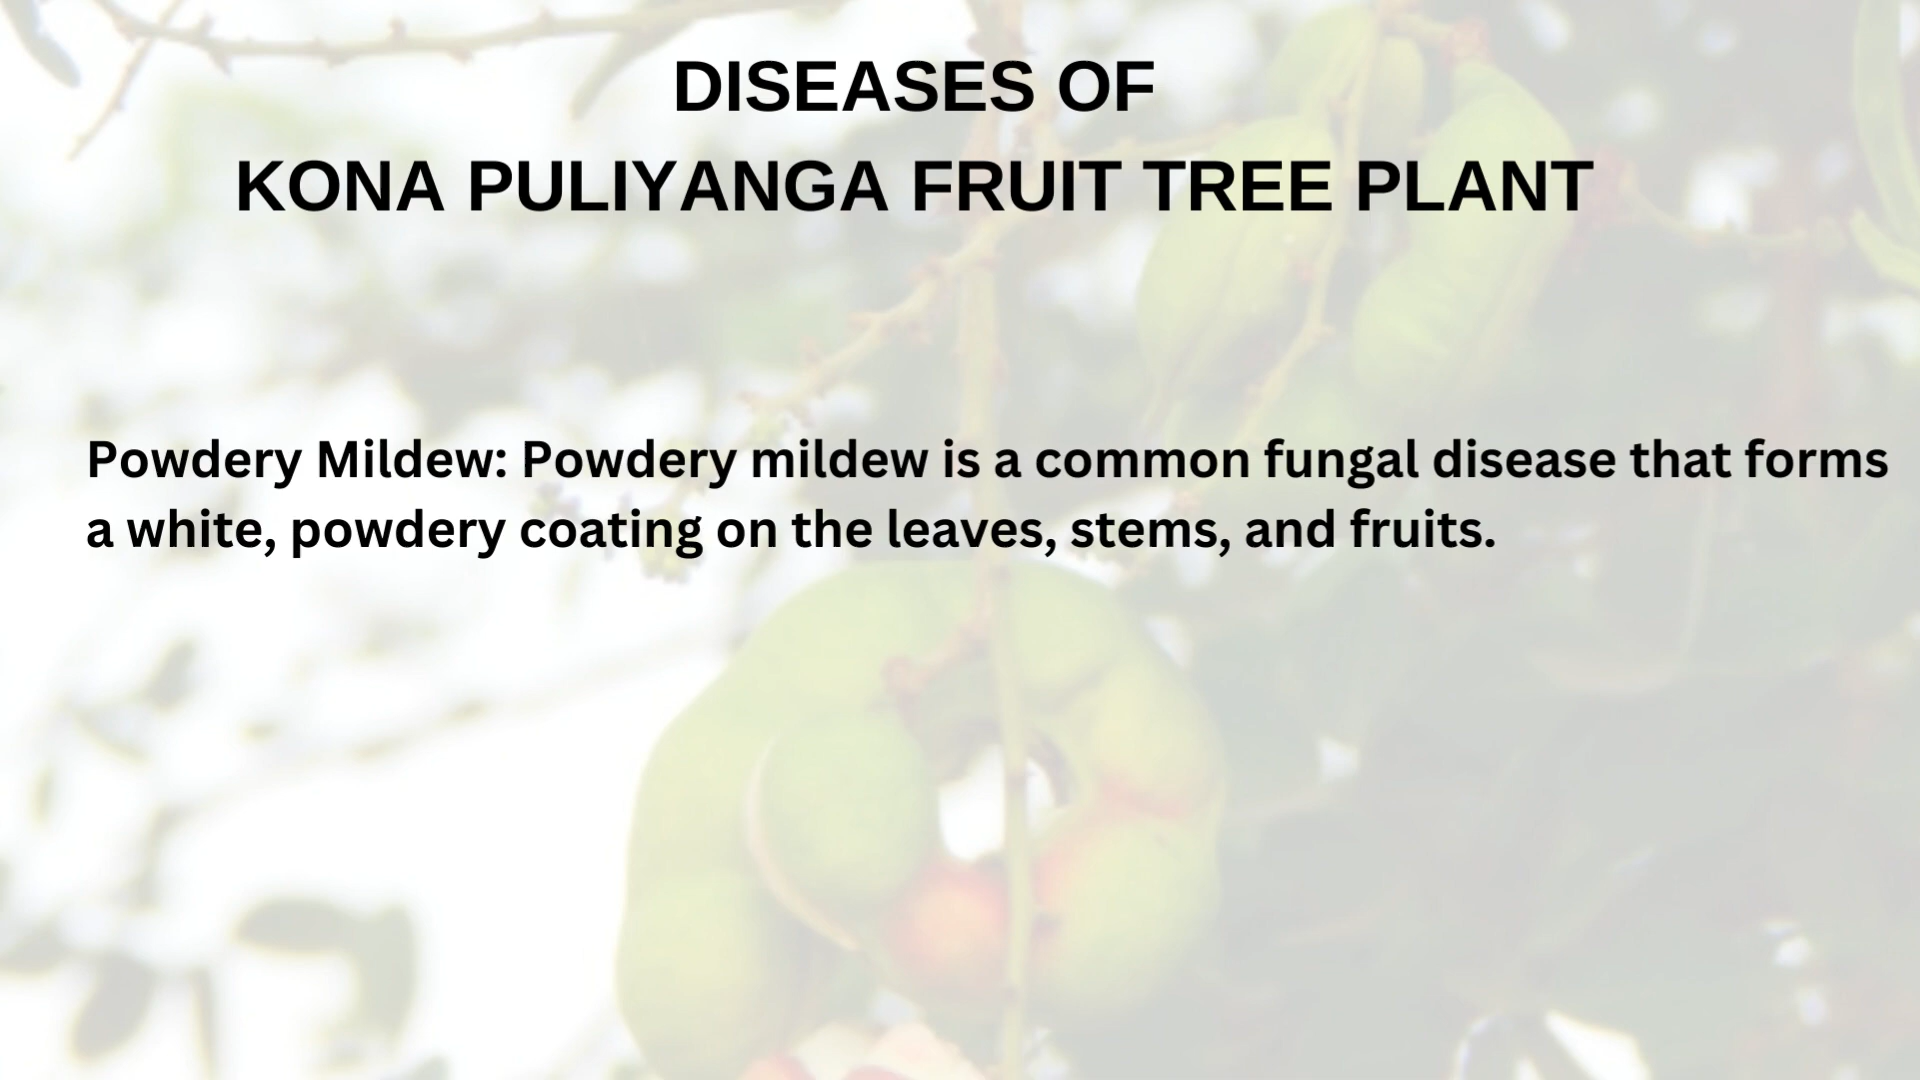 DISEASES OF
KONA PULIYANGA FRUIT TREE PLANT
Powdery Mildew: Powdery mildew is a common fungal disease that forms
a white, powdery coating on the leaves, stems, and fruits.